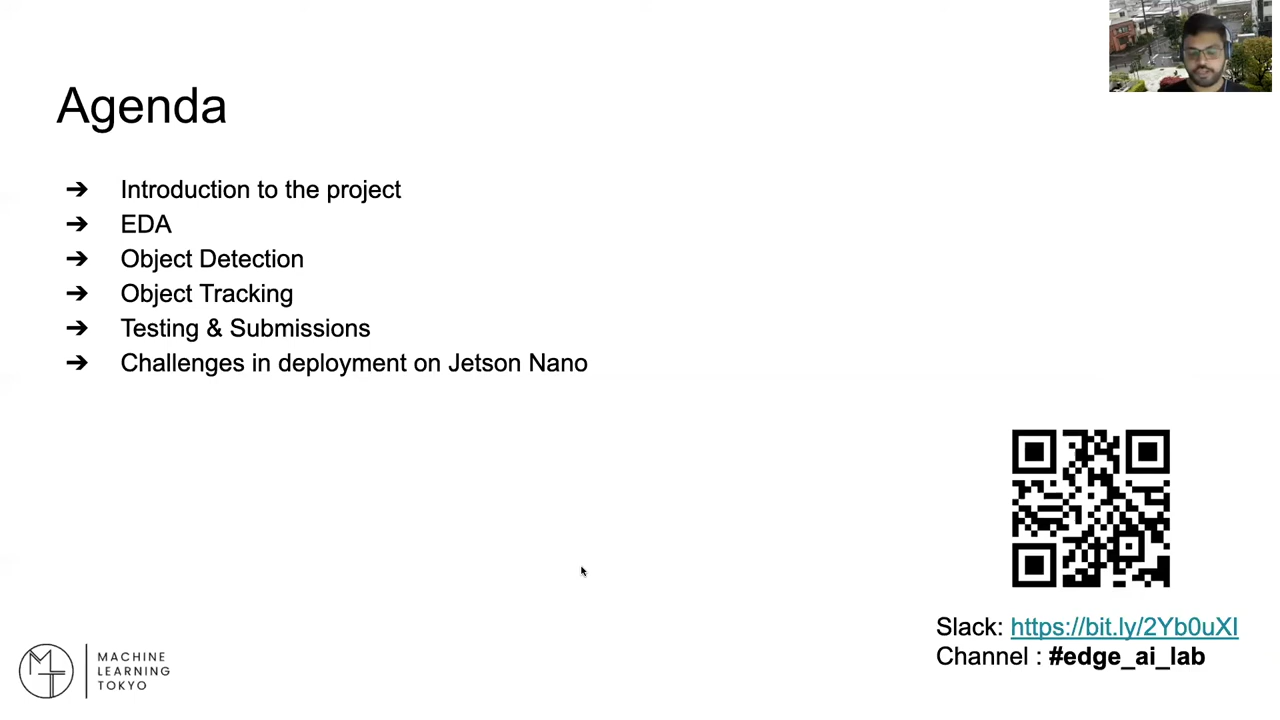 Agenda
➔ Introduction to the project
➔ EDA
➔ Object Detection
➔ Object Tracking
➔ Testing & Submissions
➔ Challenges in deployment on Jetson Nano
Slack: https://bit.ly/2Yb0uXI
Channel : #edge_ai_lab
MACHINE
LEARNING
TOKYO